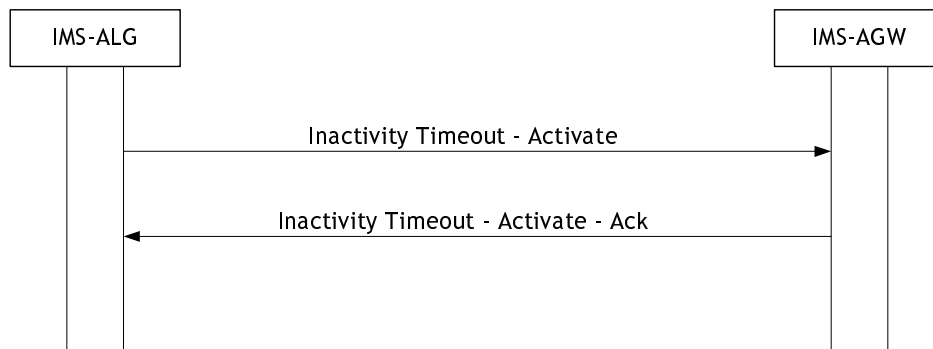 IMS-ALG
IMS-AGW
Inactivity Timeout - Activate
Inactivity Timeout - Activate - Ack